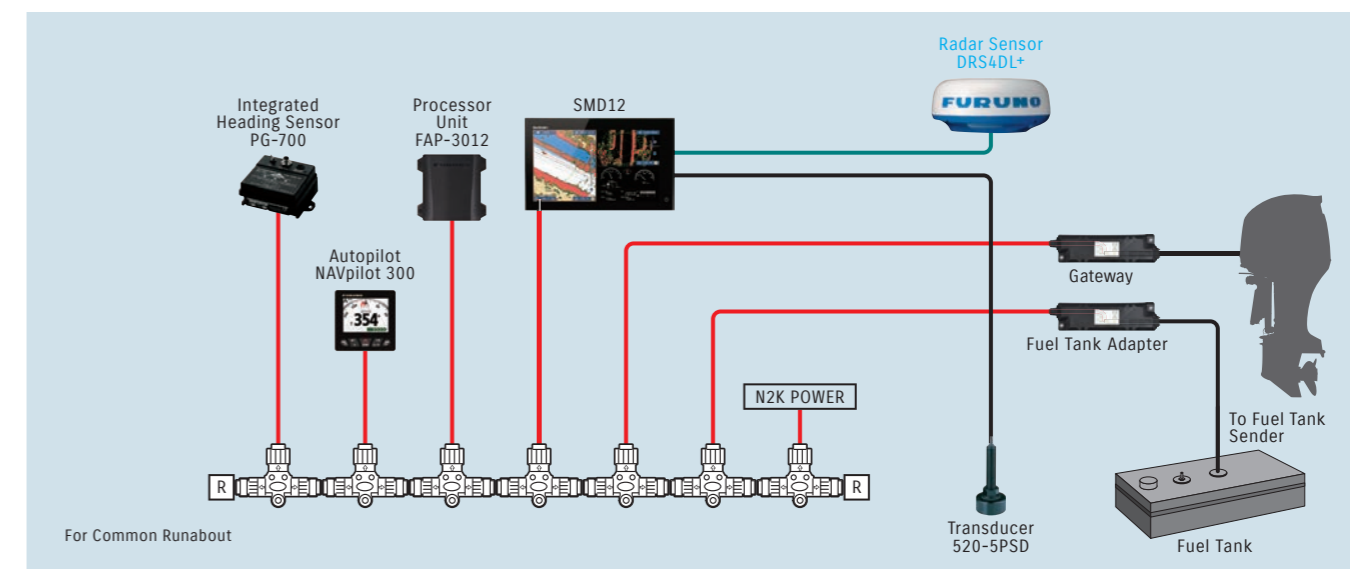 Radar Sensor
DRS4DL+
FURUNO
Integrated
Heading Sensor
PG-700
Processor
Unit
FAP-3012
SMD12
Autopilot
NAVpilot 300
354°
Gateway
Fuel Tank Adapter
N2K POWER
To Fuel Tank
Sender
R
R
Transducer
520-5PSD
Fuel Tank
For Common Runabout